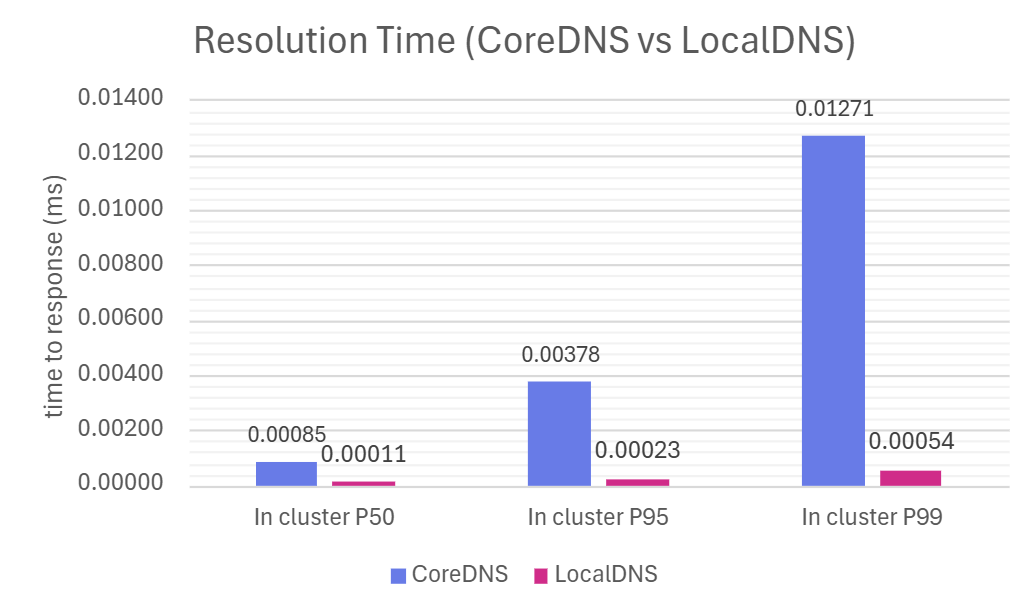 Resolution Time (CoreDNS vs LocalDNS)
time to response (ms)
0.01400
0.01200
0.01000
0.00800
0.00600
0.00400
0.00200
0.00000
0.00085
0.00011
0.00378
0.00023
0.01271
0.00054
In cluster P50
In cluster P95
In cluster P99
CoreDNS
LocalDNS